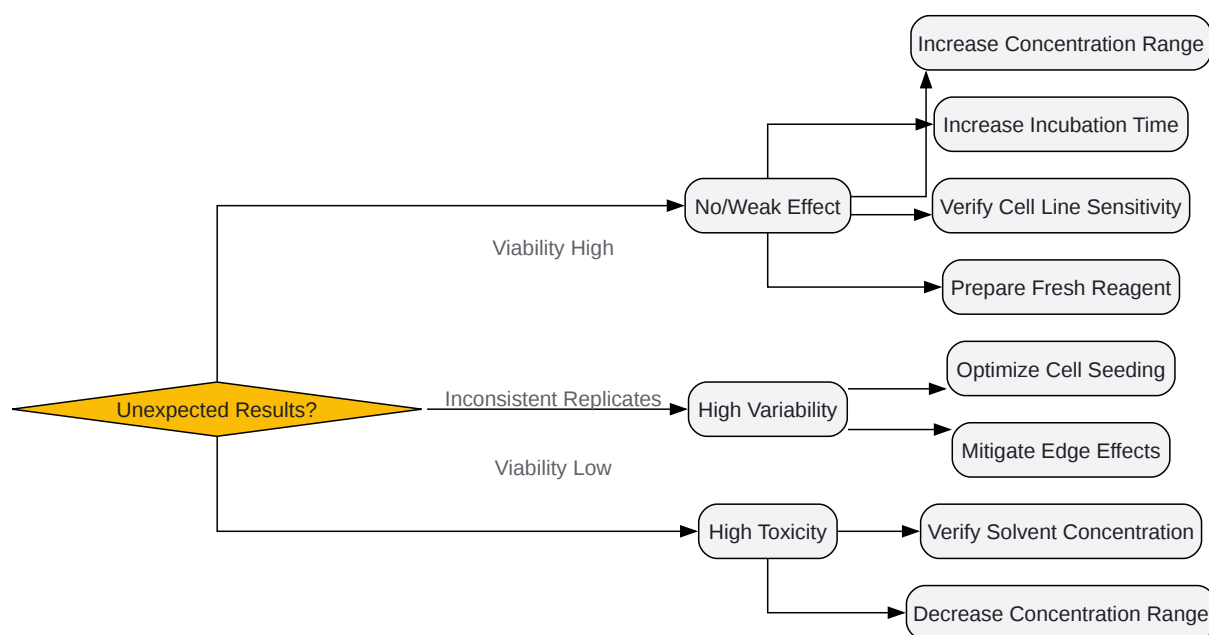 Increase Concentration Range
Increase Incubation Time
No/Weak Effect
Verify Cell Line Sensitivity
Viability High
Prepare Fresh Reagent
Optimize Cell Seeding
Unexpected Results?
Inconsistent Replicates
High Variability
Mitigate Edge Effects
Viability Low
High Toxicity
Verify Solvent Concentration
Decrease Concentration Range